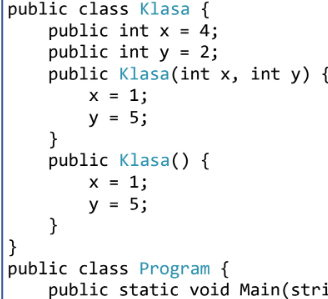 public class Klasa {
    public int x = 4;
    public int y = 2;
    public Klasa(int x, int y) {
        x = 1;
        y = 5;
    }
    public Klasa() {
        x = 1;
        y = 5;
    }
}
public class Program {
    public static void Main(stri